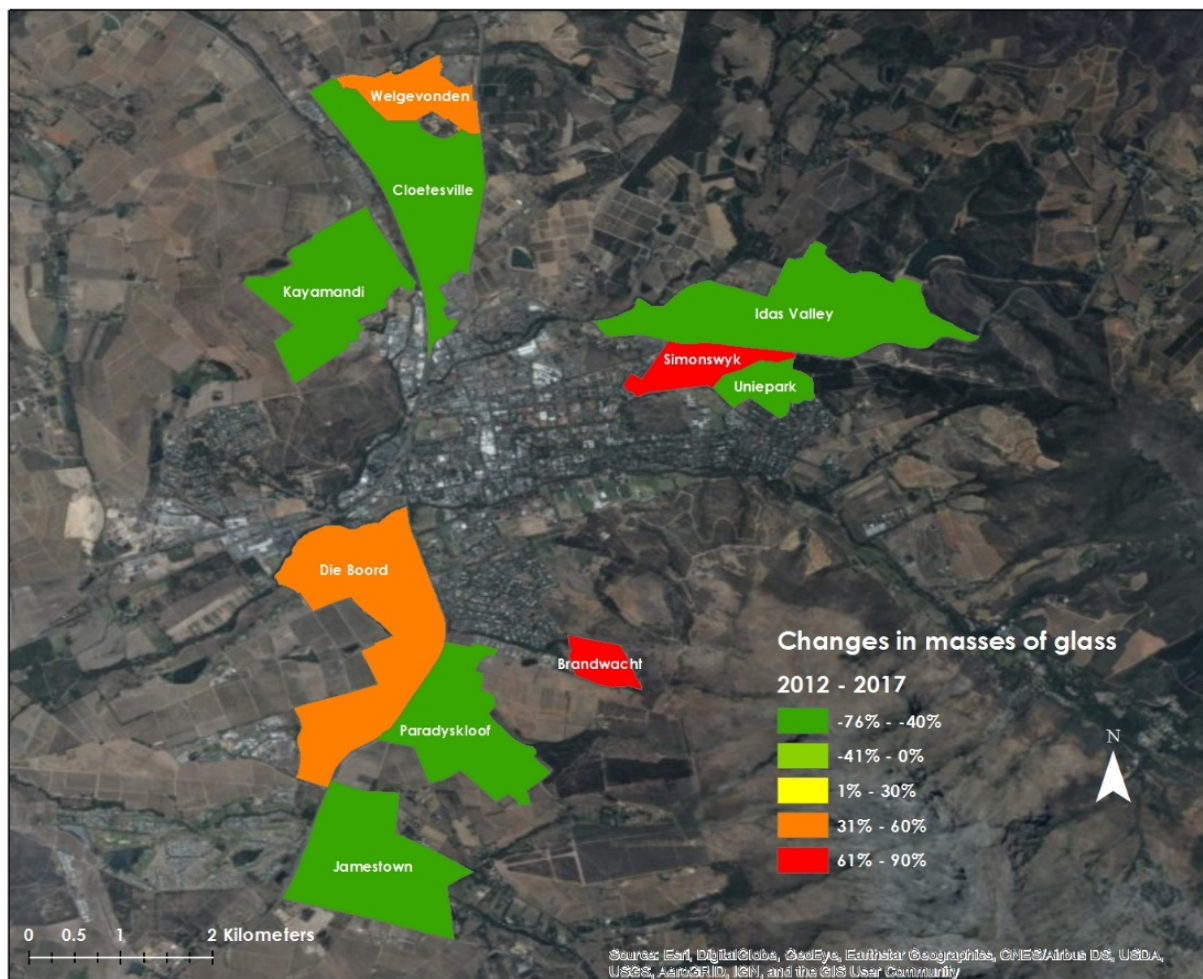 Welgevonden
Cloetesville
Kayamandi
Idas Valley
Simonswyk
Uniepark
Die Boord
Brandwacht
Paradyskloof
Jamestown
Changes in masses of glass
2012 - 2017
-76% - -40%
-41% - 0%
1% - 30%
31% - 60%
61% - 90%
N
0 0.5 1 2 Kilometers
Source: Esri, DigitalGlobe, GeoEye, Earthstar Geographics, CNES/Airbus DS, USDA,
USGS, AeroGRID, IGN, and the GIS User Community